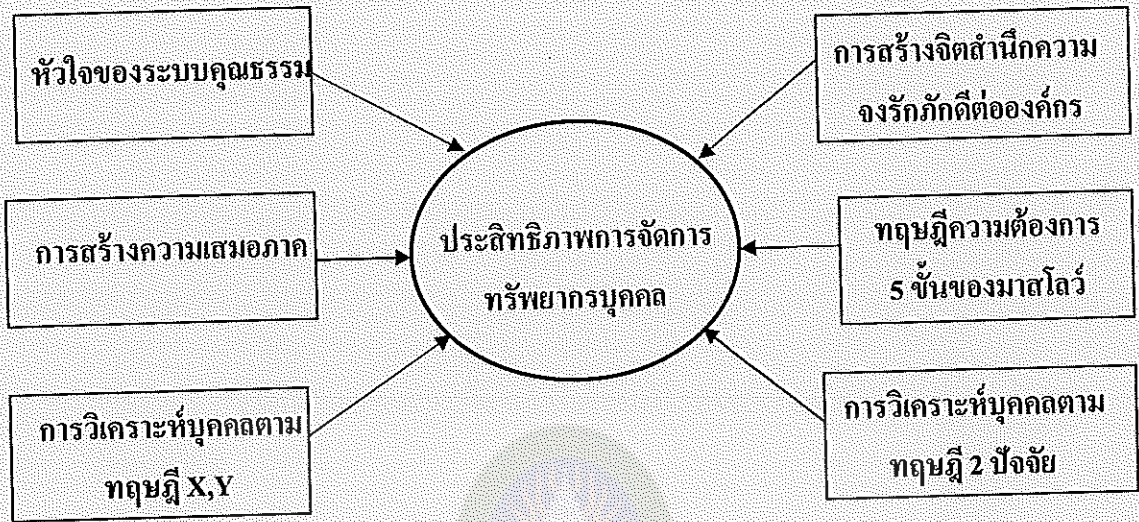 หัวใจของระบบคุณธรรม
การสร้างความเสมอภาค
การวิเคราะห์บุคคลตาม
ทฤษฎี X,Y
ประสิทธิภาพการจัดการ
ทรัพยากรบุคคล
การสร้างจิตสำนึกความ
จงรักภักดีต่อองค์กร
ทฤษฎีความต้องการ
5 ขั้นของมาสโลว์
การวิเคราะห์บุคคลตาม
ทฤษฎี 2 ปัจจัย